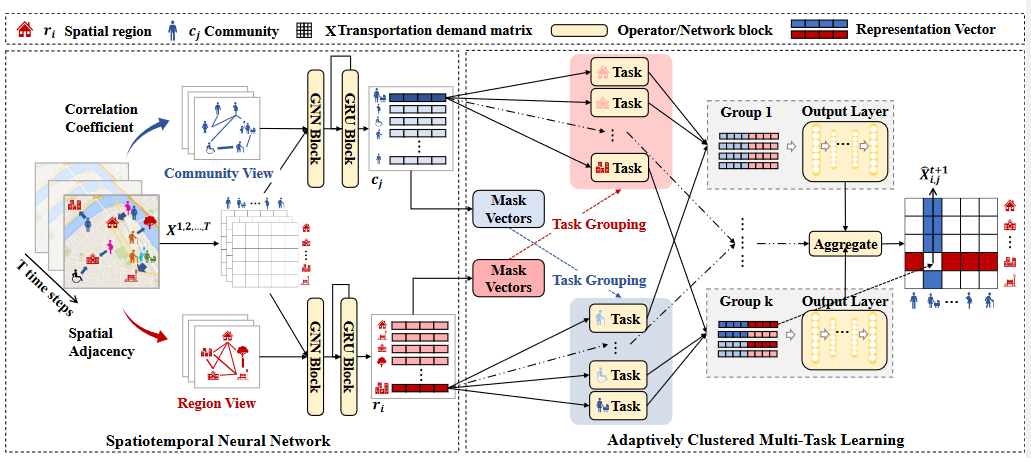 r_i Spatial region
c_j Community
X Transportation demand matrix
Operator/Network block
Representation Vector
Correlation
Coefficient
Community View
X^{1,2,...,T}
T time steps
Spatial
Adjacency
Region View
GNN Block
GRU Block
c_j
GNN Block
GRU Block
r_i
Spatiotemporal Neural Network
Mask
Vectors
Mask
Vectors
Task Grouping
Task Grouping
Task
Task
Task
Task
Task
Task
Group 1
Output Layer
Aggregate
Group k
Output Layer
X̂_{i,j}^{t+1}
Adaptively Clustered Multi-Task Learning